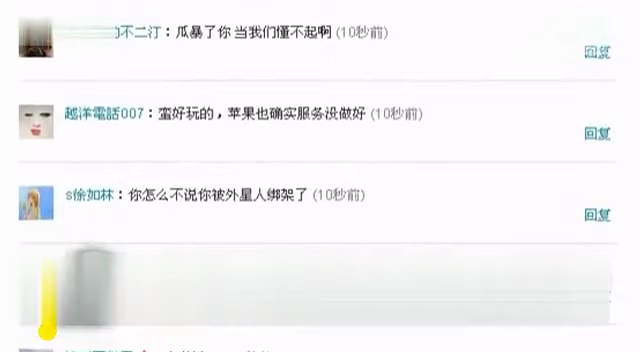 的不二汀：瓜暴了你 当我们懂不起啊 (10秒前)
回复
越洋電話007：蛮好玩的，苹果也确实服务没做好 (10秒前)
回复
s徐如林：你怎么不说你被外星人绑架了 (10秒前)
回复